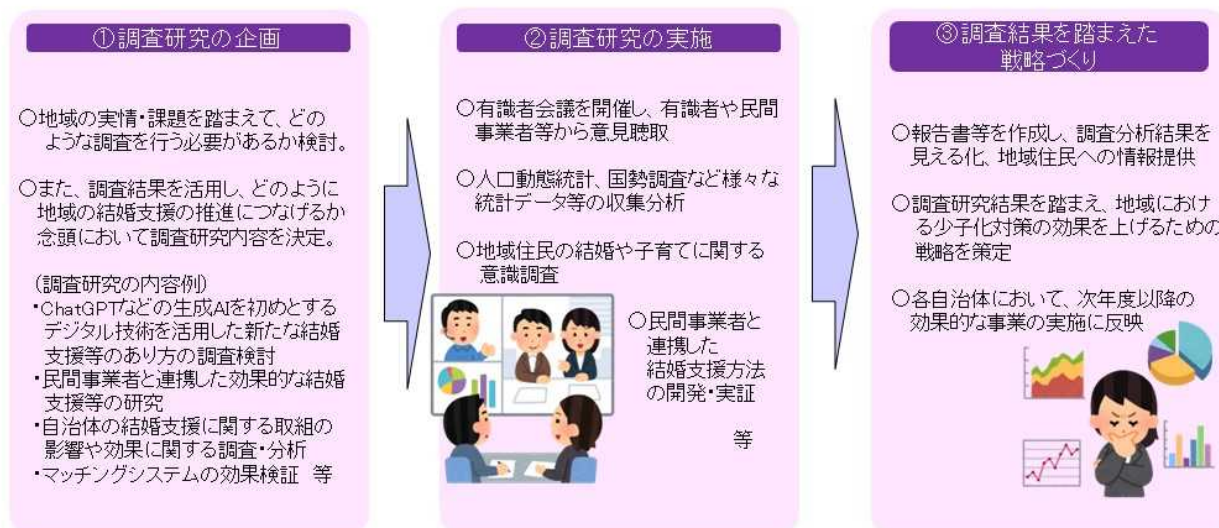 ①調査研究の企画
○地域の実情・課題を踏まえて、どの
ような調査を行う必要があるか検討。
○また、調査結果を活用し、どのように
地域の結婚支援の推進につなげるか
念頭において調査研究内容を決定。
(調査研究の内容例)
・ChatGPTなどの生成AIを初めとする
デジタル技術を活用した新たな結婚
支援等のあり方の調査検討
・民間事業者と連携した効果的な結婚
支援等の研究
・自治体の結婚支援に関する取組の
影響や効果に関する調査・分析
・マッチングシステムの効果検証 等
②調査研究の実施
○有識者会議を開催し、有識者や民間
事業者等から意見聴取
○人口動態統計、国勢調査など様々な
統計データ等の収集分析
○地域住民の結婚や子育てに関する
意識調査
○民間事業者と
連携した
結婚支援方法
の開発・実証
等
③調査結果を踏まえた
戦略づくり
○報告書等を作成し、調査分析結果を
見える化、地域住民への情報提供
○調査研究結果を踏まえ、地域におけ
る少子化対策の効果を上げるための
戦略を策定
○各自治体において、次年度以降の
効果的な事業の実施に反映